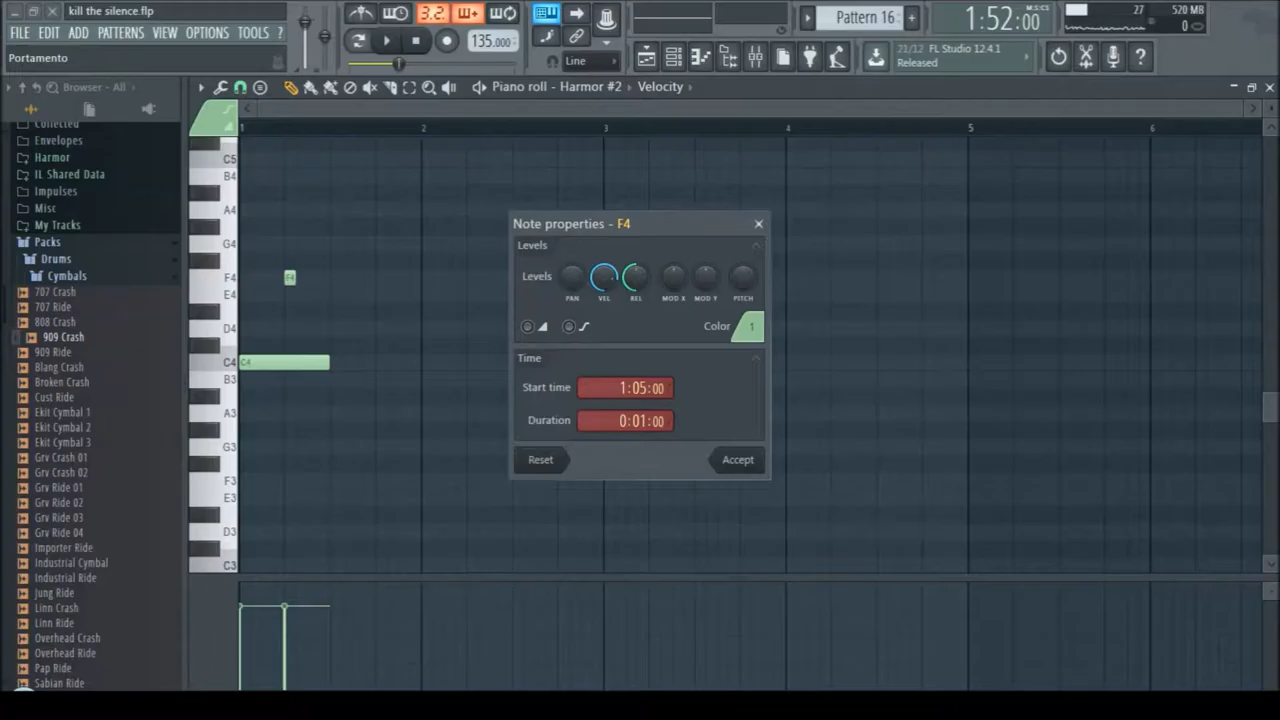 kill the silence.flp
3.2.
135.000
Pattern 16
1:52:00
M:S:CS
27
520 MB
0
FILE EDIT ADD PATTERNS VIEW OPTIONS TOOLS ?
Portamento
Line
21/12 FL Studio 12.4.1
Released
Browser - All
Piano roll - Harmor #2
Velocity
1 2 3 4 5 6
Collected
Envelopes
Harmor
IL Shared Data
Impulses
Misc
My Tracks
Packs
Drums
Cymbals
707 Crash
707 Ride
808 Crash
909 Crash
909 Ride
Blang Crash
Broken Crash
Cust Ride
Ekit Cymbal 1
Ekit Cymbal 2
Ekit Cymbal 3
Grv Crash 01
Grv Crash 02
Grv Ride 01
Grv Ride 02
Grv Ride 03
Grv Ride 04
Importer Ride
Industrial Cymbal
Industrial Ride
Jung Ride
Linn Crash
Linn Ride
Overhead Crash
Overhead Ride
Pap Ride
Sabian Ride
C5
B4
A4
G4
F4
E4
D4
C4
B3
A3
G3
F3
E3
D3
C3
F4
C4
Note properties - F4
Levels
Levels
PAN VEL REL MOD X MOD Y PITCH
Color 1
Time
Start time 1:05:00
Duration 0:01:00
Reset Accept